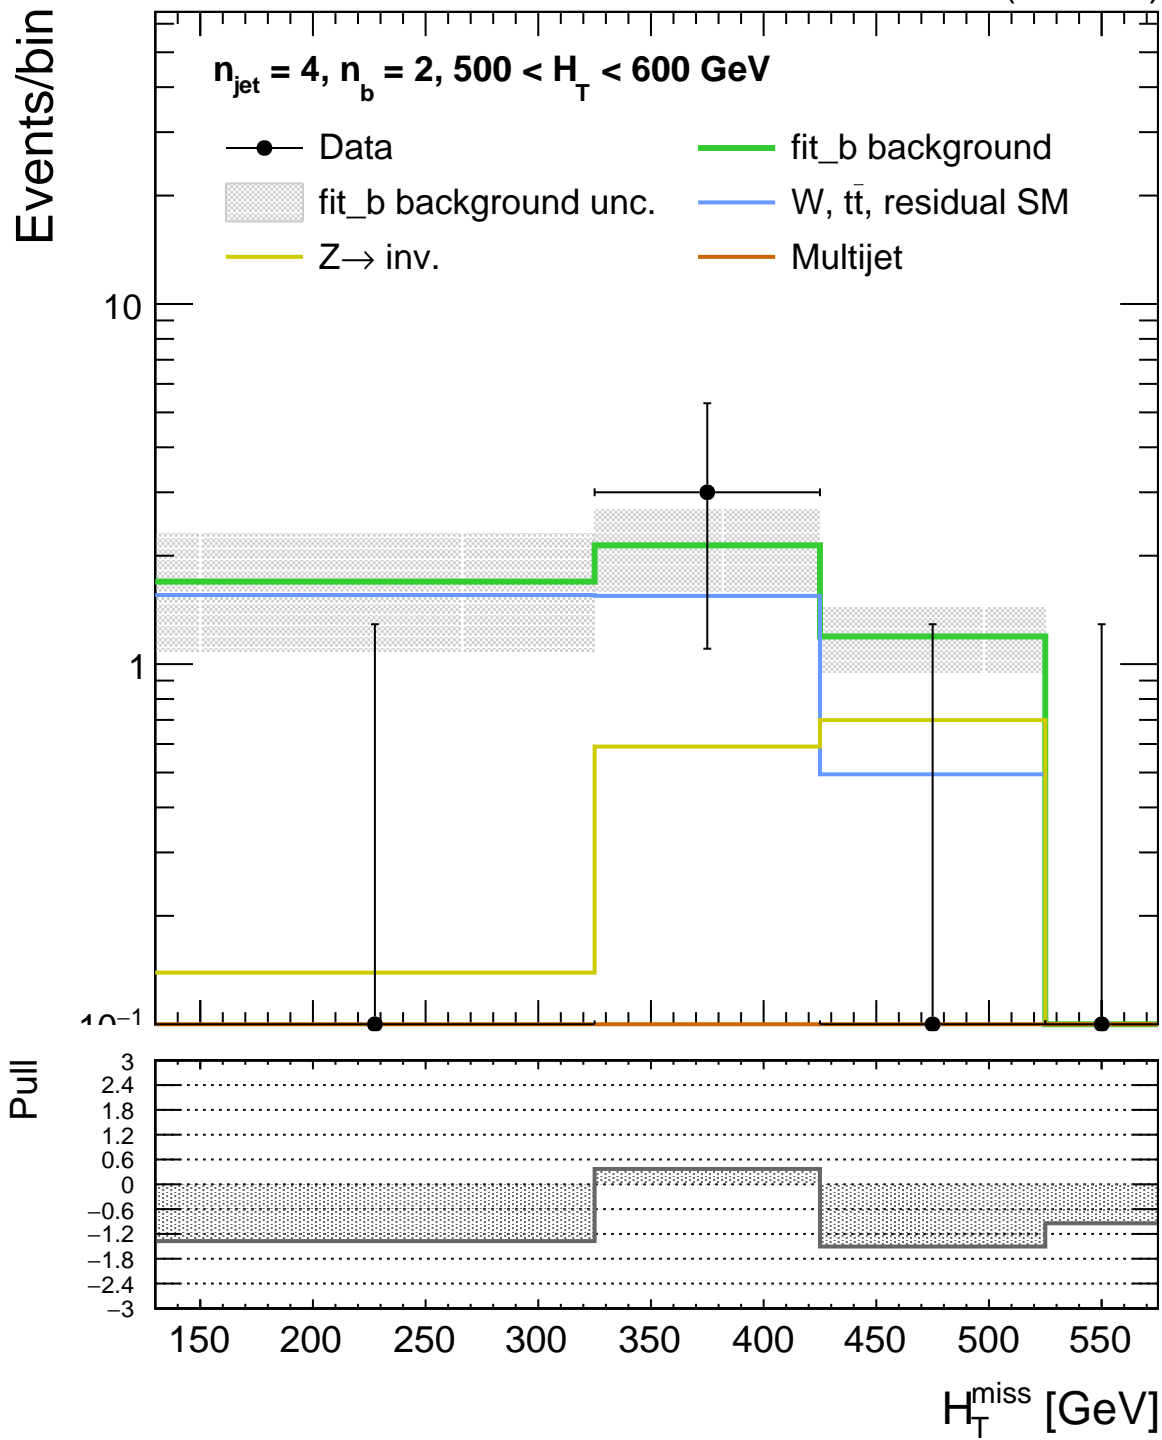 Events/bin
n_jet = 4, n_b = 2, 500 < H_T < 600 GeV
Data
fit_b background
fit_b background unc.
W, tt̄, residual SM
Z→ inv.
Multijet
10
1
10⁻¹
Pull
3
2.4
1.8
1.2
0.6
0
−0.6
−1.2
−1.8
−2.4
−3
150 200 250 300 350 400 450 500 550
H_T^miss [GeV]